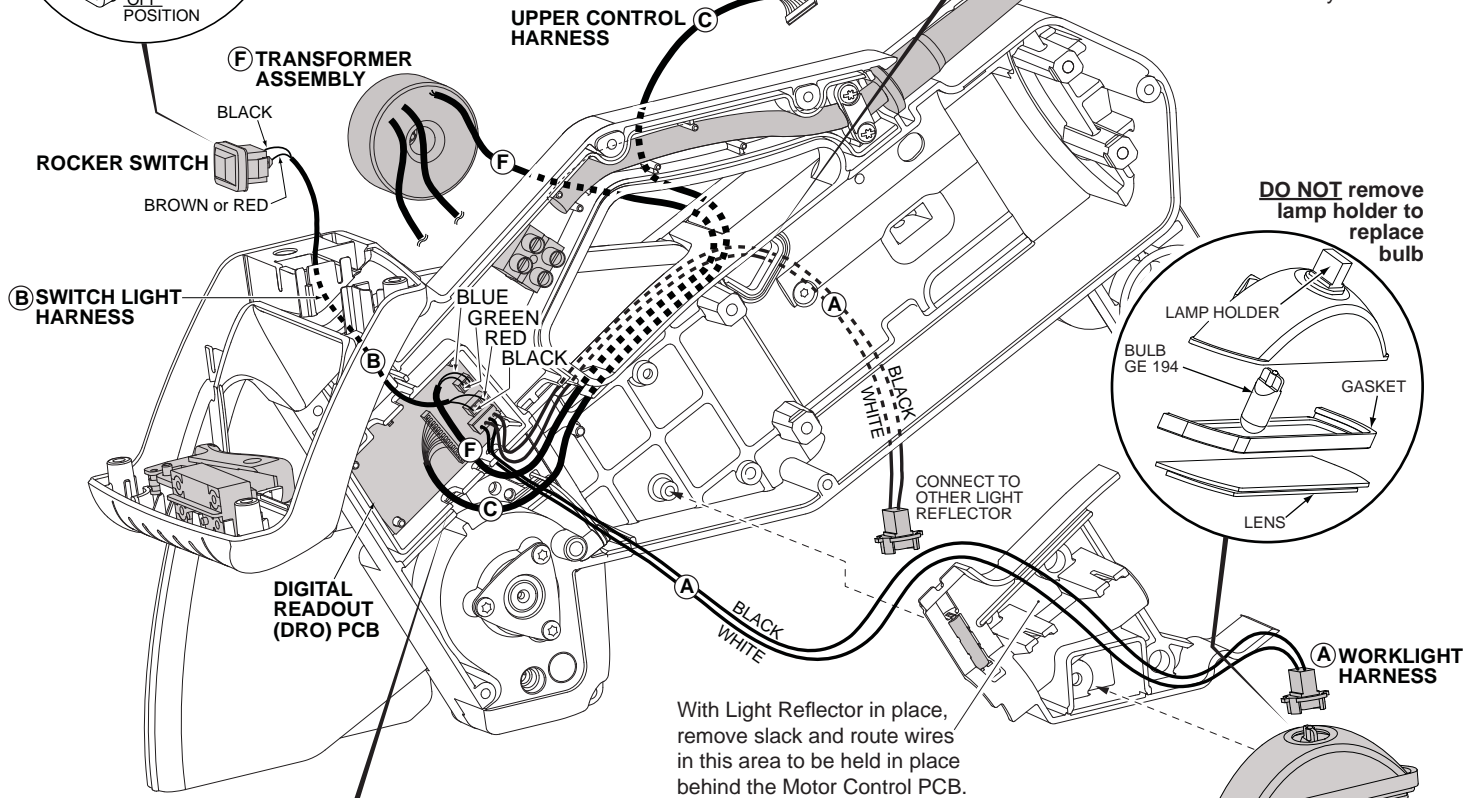 OFF
POSITION
UPPER CONTROL
HARNESS
C
F
TRANSFORMER
ASSEMBLY
BLACK
ROCKER SWITCH
BROWN or RED
F
DO NOT remove
lamp holder to
replace
bulb
LAMP HOLDER
BULB
GE 194
GASKET
LENS
B
SWITCH LIGHT
HARNESS
BLUE
GREEN
RED
BLACK
A
B
BLACK
WHITE
F
C
CONNECT TO
OTHER LIGHT
REFLECTOR
DIGITAL
READOUT
(DRO) PCB
A
BLACK
WHITE
A
WORKLIGHT
HARNESS
With Light Reflector in place,
remove slack and route wires
in this area to be held in place
behind the Motor Control PCB.